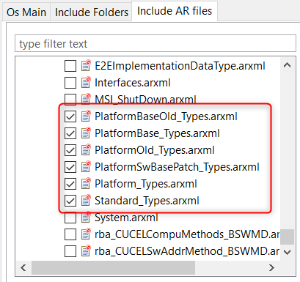 Os Main Include Folders Include AR files
type filter text
E2EImplementationDataType.arxml
Interfaces.arxml
MSI_ShutDown.arxml
PlatformBaseOld_Types.arxml
PlatformBase_Types.arxml
PlatformOld_Types.arxml
PlatformSwBasePatch_Types.arxml
Platform_Types.arxml
Standard_Types.arxml
System.arxml
rba_CUCELCompuMethods_BSWMD.ar
rba_CUCELSwAddrMethod_BSWMD.ar